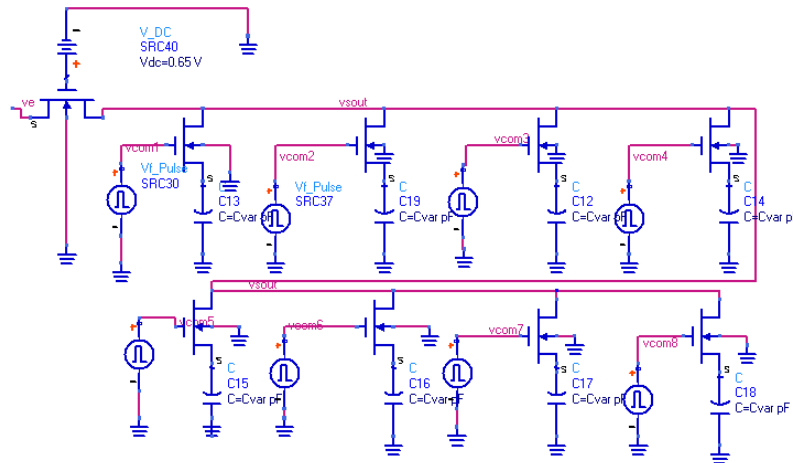 V_DC
SRC40
Vdc=0.65 V
ve
vsout
S
vcom1
Vf_Pulse
SRC30
S
C
C13
C=Cvar pF
vcom2
Vf_Pulse
SRC37
S
C
C19
C=Cvar pF
vcom3
S
C
C12
C=Cvar pF
vcom4
S
C
C14
C=Cvar p
vsout
vcom5
S
C
C15
C=Cvar pF
vcom6
S
C
C16
C=Cvar pF
vcom7
S
C
C17
C=Cvar pF
vcom8
S
C
C18
C=Cvar pF